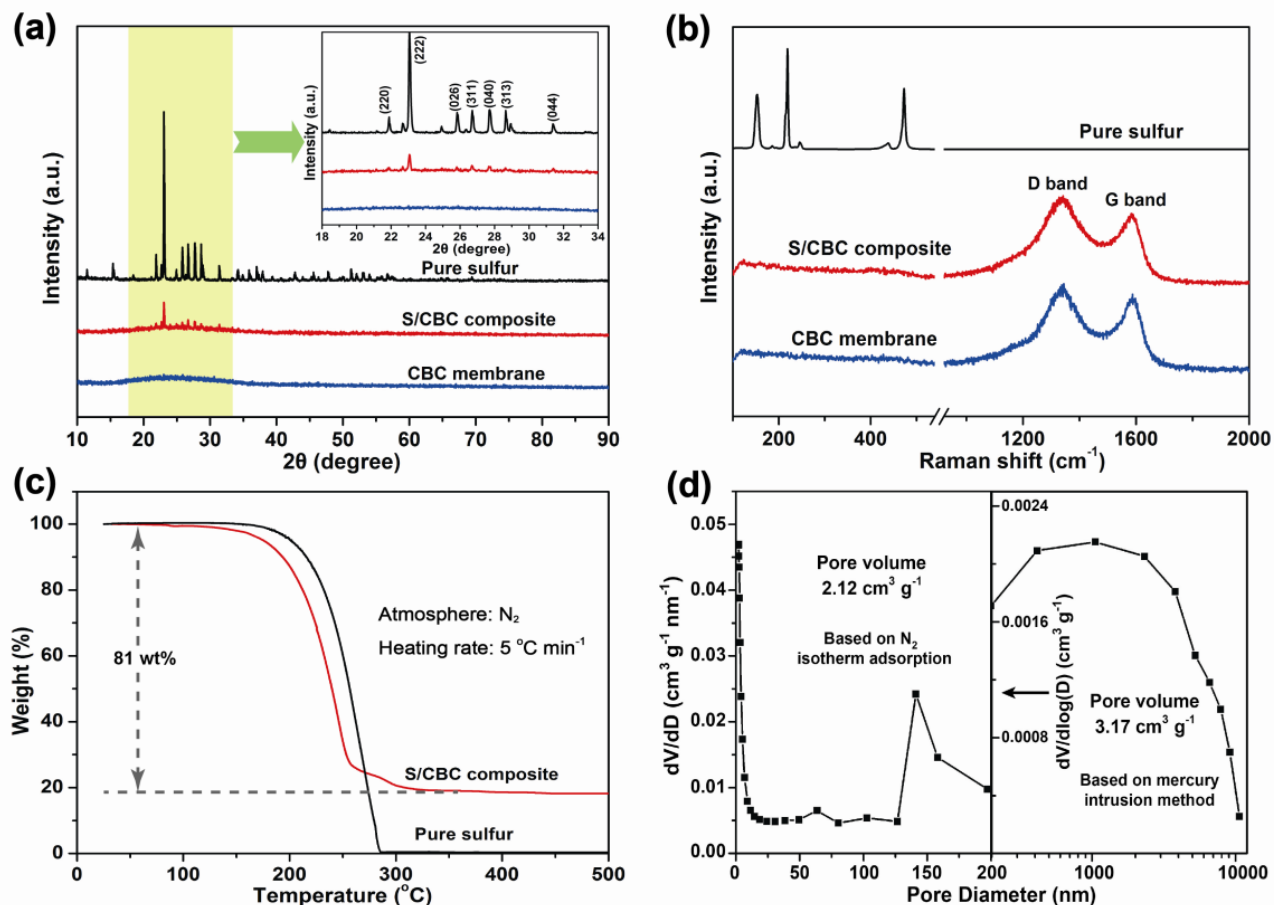 (a)
Intensity (a.u.)
2θ (degree)
10 20 30 40 50 60 70 80 90
Pure sulfur
S/CBC composite
CBC membrane
Intensity (a.u.)
(220)
(222)
(026)
(311)
(040)
(313)
(044)
18 20 22 24 26 28 30 32 34
2θ (degree)
(b)
Intensity (a.u.)
Pure sulfur
D band
G band
S/CBC composite
CBC membrane
200 400 1200 1600 2000
Raman shift (cm⁻¹)
(c)
Weight (%)
100
80
60
40
20
0
81 wt%
Atmosphere: N₂
Heating rate: 5 °C min⁻¹
S/CBC composite
Pure sulfur
0 100 200 300 400 500
Temperature (°C)
(d)
dV/dD (cm³ g⁻¹ nm⁻¹)
0.05
0.04
0.03
0.02
0.01
0.00
Pore volume
2.12 cm³ g⁻¹
Based on N₂
isotherm adsorption
0.0024
0.0016
0.0008
dV/dlog(D) (cm³ g⁻¹)
Pore volume
3.17 cm³ g⁻¹
Based on mercury
intrusion method
0 50 100 150 200 1000 10000
Pore Diameter (nm)